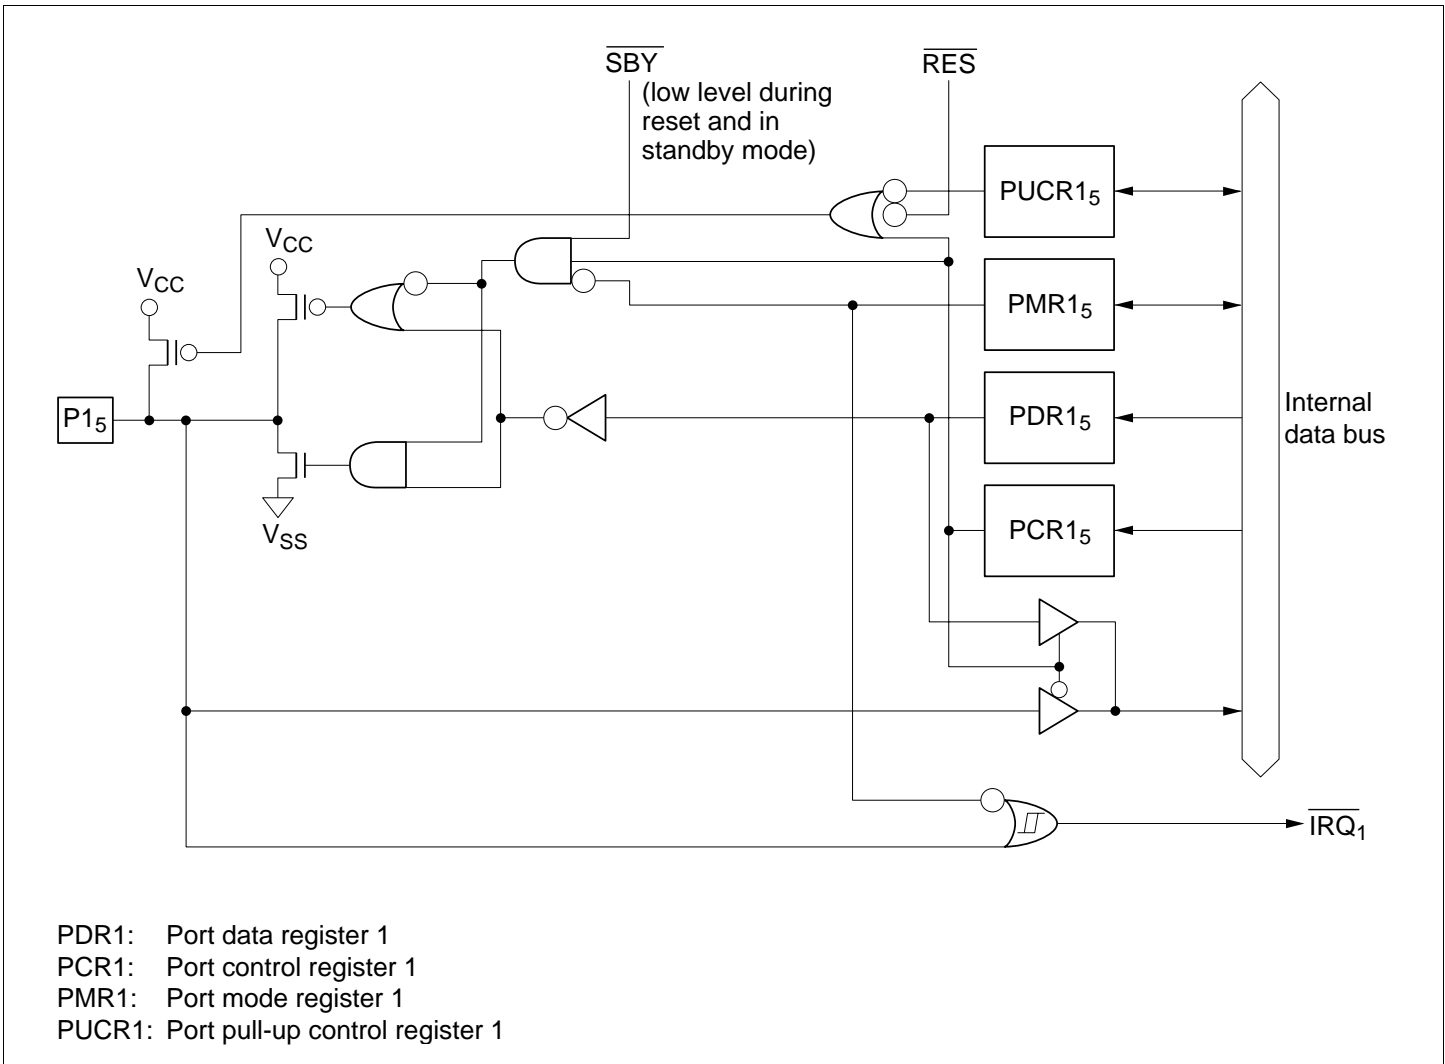 SBY
RES
(low level during
reset and in
standby mode)
PUCR1₅
VCC
VCC
PMR1₅
P1₅
PDR1₅
Internal
data bus
VSS
PCR1₅
IRQ₁
PDR1: Port data register 1
PCR1: Port control register 1
PMR1: Port mode register 1
PUCR1: Port pull-up control register 1